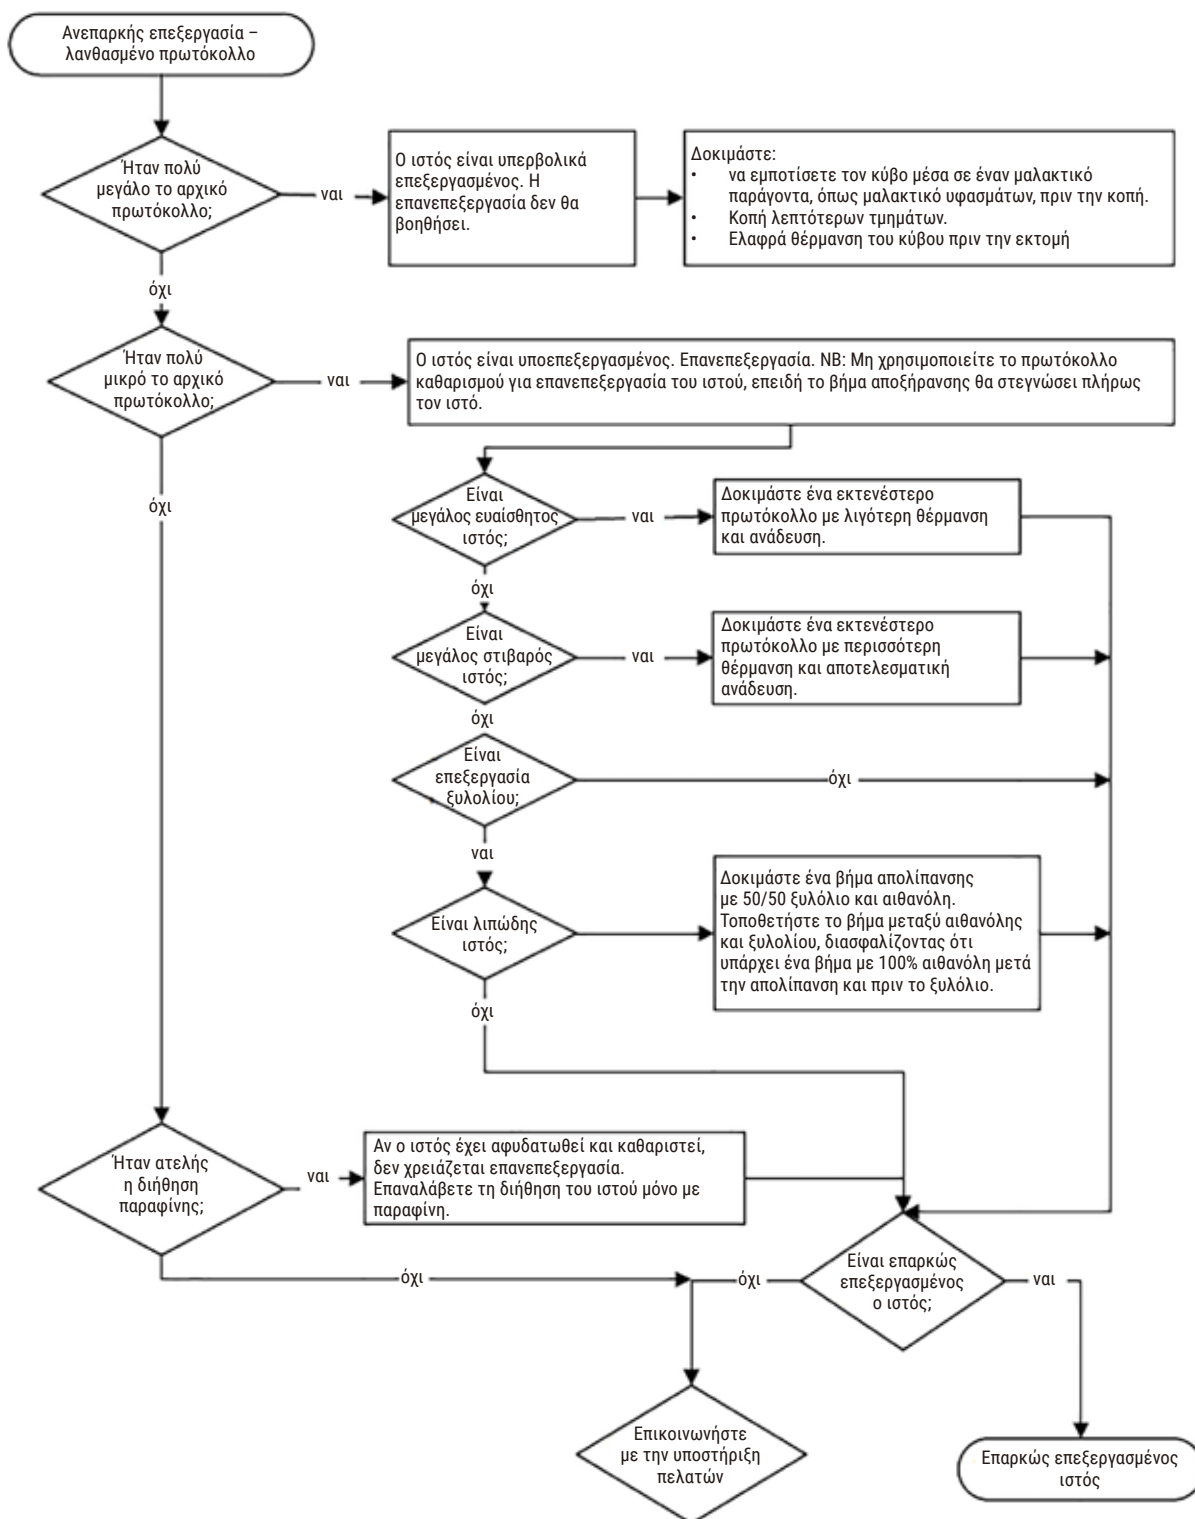 Ανεπαρκής επεξεργασία –
λανθασμένο πρωτόκολλο
Ήταν πολύ
μεγάλο το αρχικό
πρωτόκολλο;
ναι
Ο ιστός είναι υπερβολικά
επεξεργασμένος. Η
επανεπεξεργασία δεν θα
βοηθήσει.
Δοκιμάστε:
• να εμποτίσετε τον κύβο μέσα σε έναν μαλακτικό
παράγοντα, όπως μαλακτικό υφασμάτων, πριν την κοπή.
• Κοπή λεπτότερων τμημάτων.
• Ελαφρά θέρμανση του κύβου πριν την εκτομή
όχι
Ήταν πολύ
μικρό το αρχικό
πρωτόκολλο;
ναι
Ο ιστός είναι υποεπεξεργασμένος. Επανεπεξεργασία. NB: Μη χρησιμοποιείτε το πρωτόκολλο
καθαρισμού για επανεπεξεργασία του ιστού, επειδή το βήμα αποξήρανσης θα στεγνώσει πλήρως
τον ιστό.
όχι
Είναι
μεγάλος ευαίσθητος
ιστός;
ναι
Δοκιμάστε ένα εκτενέστερο
πρωτόκολλο με λιγότερη θέρμανση
και ανάδευση.
όχι
Είναι
μεγάλος στιβαρός
ιστός;
ναι
Δοκιμάστε ένα εκτενέστερο
πρωτόκολλο με περισσότερη
θέρμανση και αποτελεσματική
ανάδευση.
όχι
Είναι
επεξεργασία
ξυλολίου;
όχι
ναι
Είναι λιπώδης
ιστός;
Δοκιμάστε ένα βήμα απολίπανσης
με 50/50 ξυλόλιο και αιθανόλη.
Τοποθετήστε το βήμα μεταξύ αιθανόλης
και ξυλολίου, διασφαλίζοντας ότι
υπάρχει ένα βήμα με 100% αιθανόλη μετά
την απολίπανση και πριν το ξυλόλιο.
όχι
Ήταν ατελής
η διήθηση
παραφίνης;
ναι
Αν ο ιστός έχει αφυδατωθεί και καθαριστεί,
δεν χρειάζεται επανεπεξεργασία.
Επαναλάβετε τη διήθηση του ιστού μόνο με
παραφίνη.
όχι
Είναι επαρκώς
επεξεργασμένος
ο ιστός;
όχι
ναι
Επικοινωνήστε
με την υποστήριξη
πελατών
Επαρκώς επεξεργασμένος
ιστός